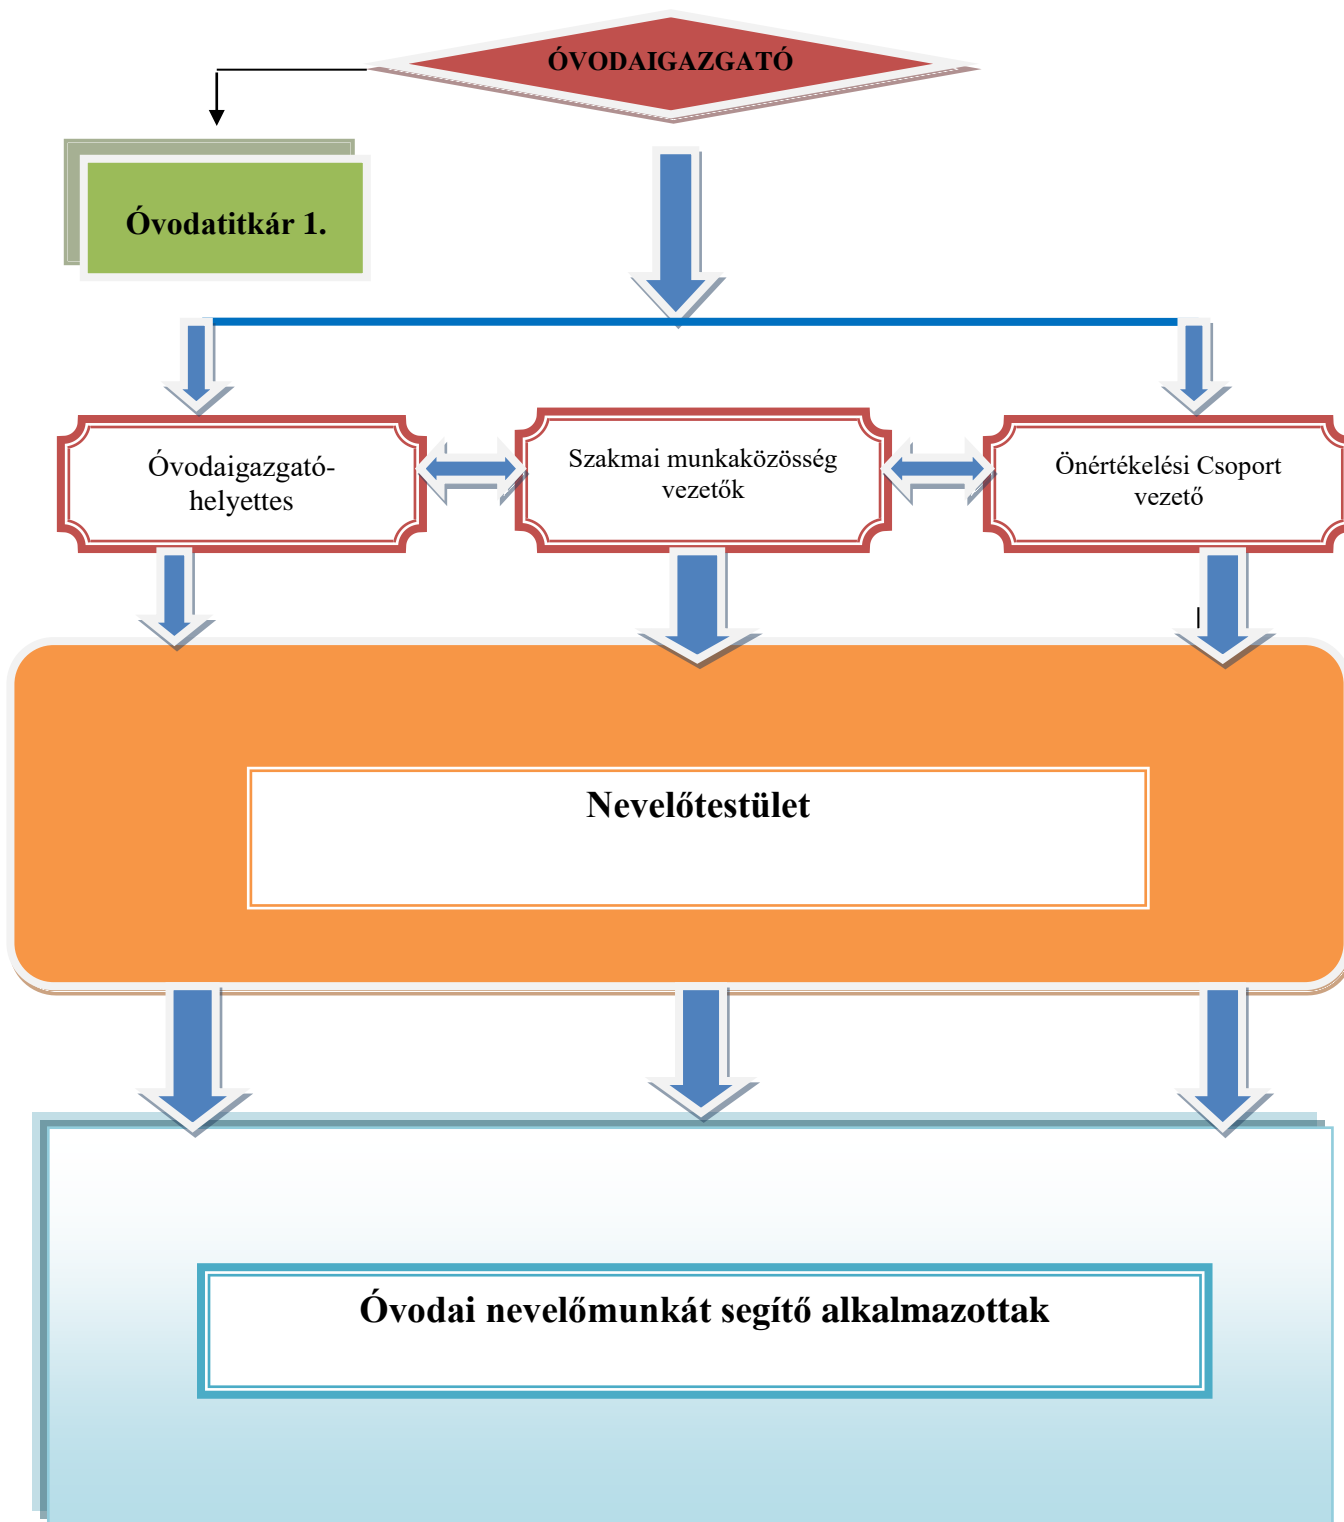 ÓVODAIGAZGATÓ
Óvodatitkár 1.
Óvodaigazgató-
helyettes
Szakmai munkaközösség
vezetők
Önértékelési Csoport
vezető
Nevelőtestület
Óvodai nevelőmunkát segítő alkalmazottak